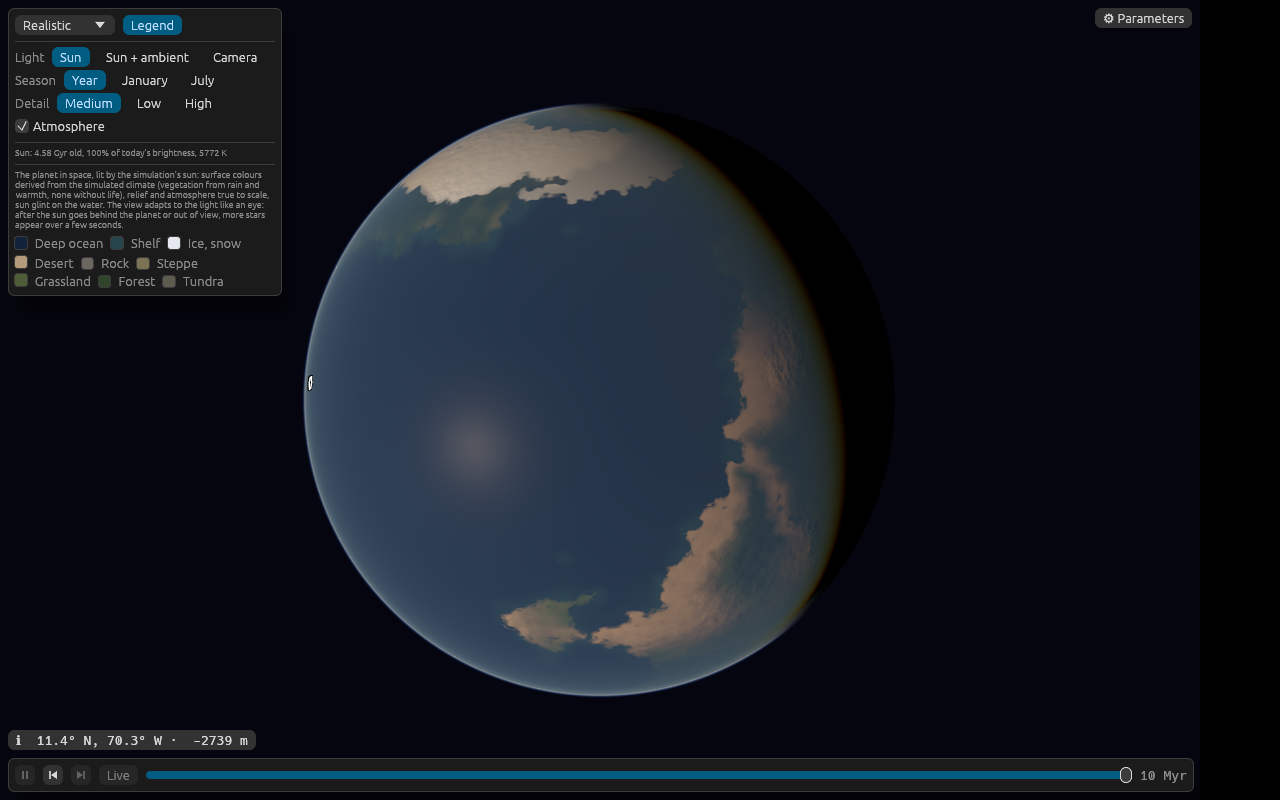 Realistic Legend
⚙ Parameters
Light Sun Sun + ambient Camera
Season Year January July
Detail Medium Low High
Atmosphere
Sun: 4.58 Gyr old, 100% of today's brightness, 5772 K
The planet in space, lit by the simulation's sun: surface colours
derived from the simulated climate (vegetation from rain and
warmth, none without life), relief and atmosphere true to scale,
sun glint on the water. The view adapts to the light like an eye:
after the sun goes behind the planet or out of view, more stars
appear over a few seconds.
Deep ocean Shelf Ice, snow
Desert Rock Steppe
Grassland Forest Tundra
ℹ 11.4° N, 70.3° W · −2739 m
Live 10 Myr